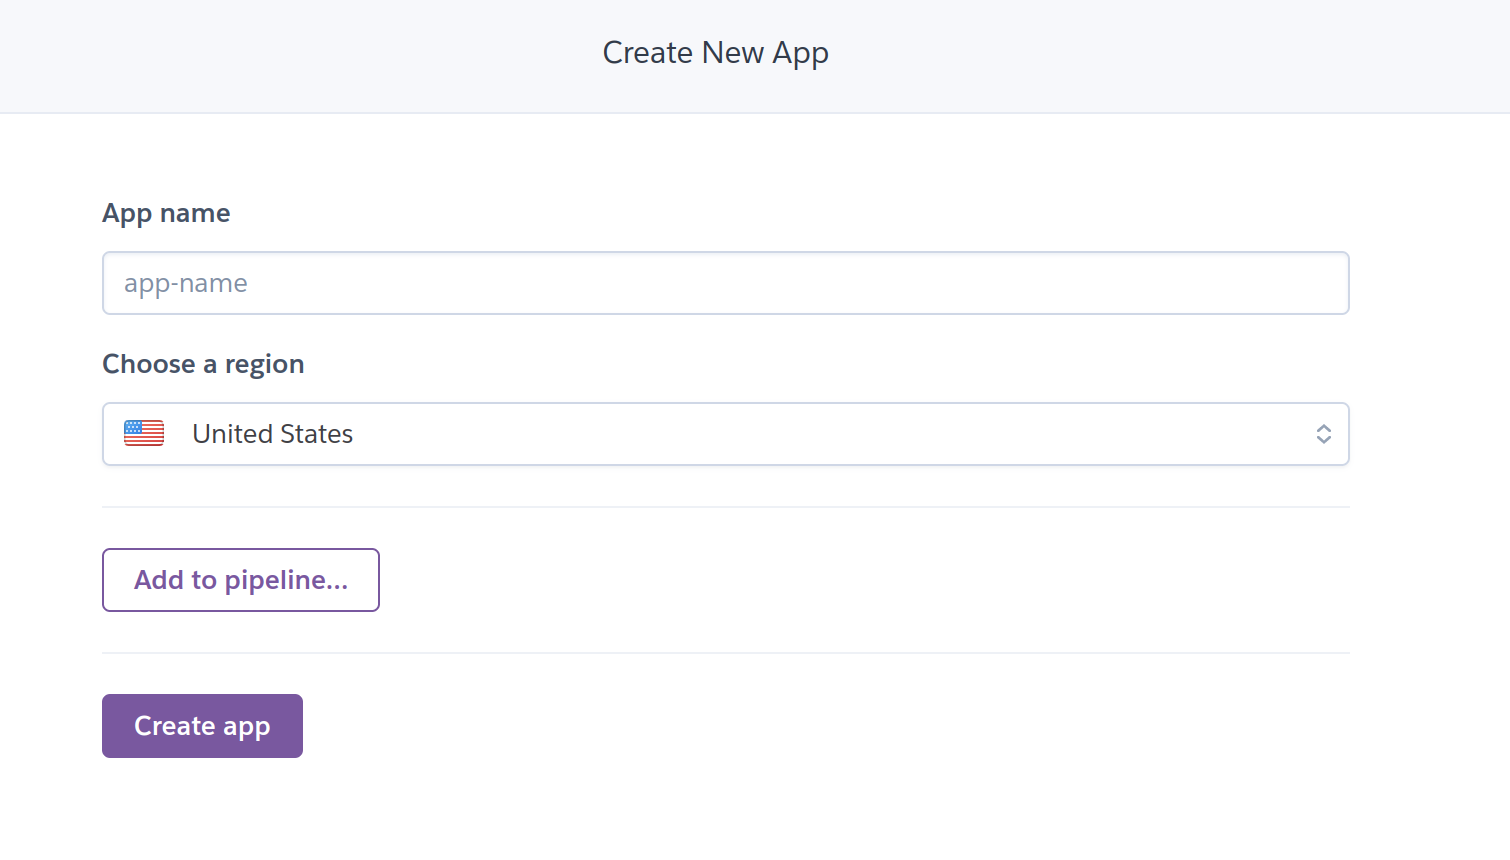 Create New App
App name
app-name
Choose a region
United States
Add to pipeline...
Create app